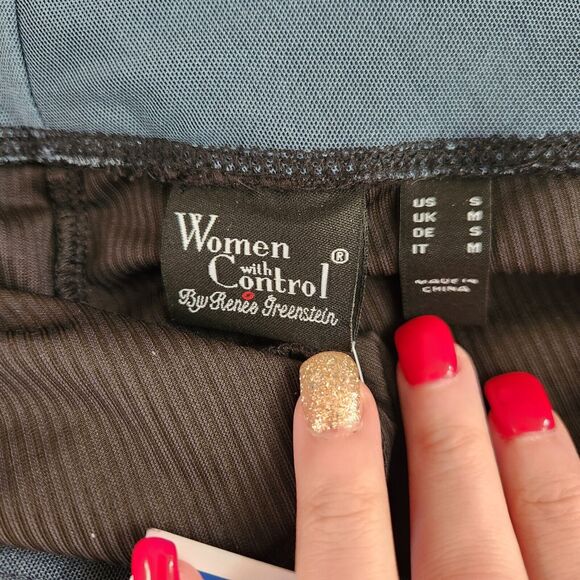 Women
with
Control®
By Renee Greenstein
US S
UK M
DE S
IT M
MADE IN
CHINA